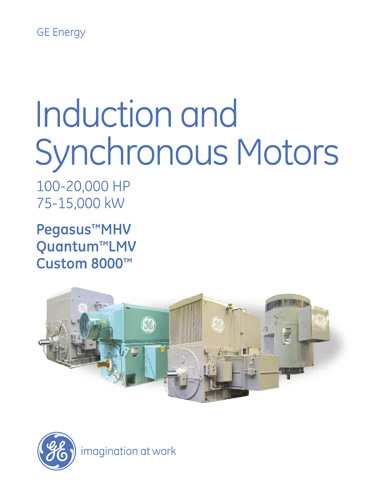 GE Energy
Induction and
Synchronous Motors
100-20,000 HP
75-15,000 kW
Pegasus™MHV
Quantum™LMV
Custom 8000™
GE
imagination at work